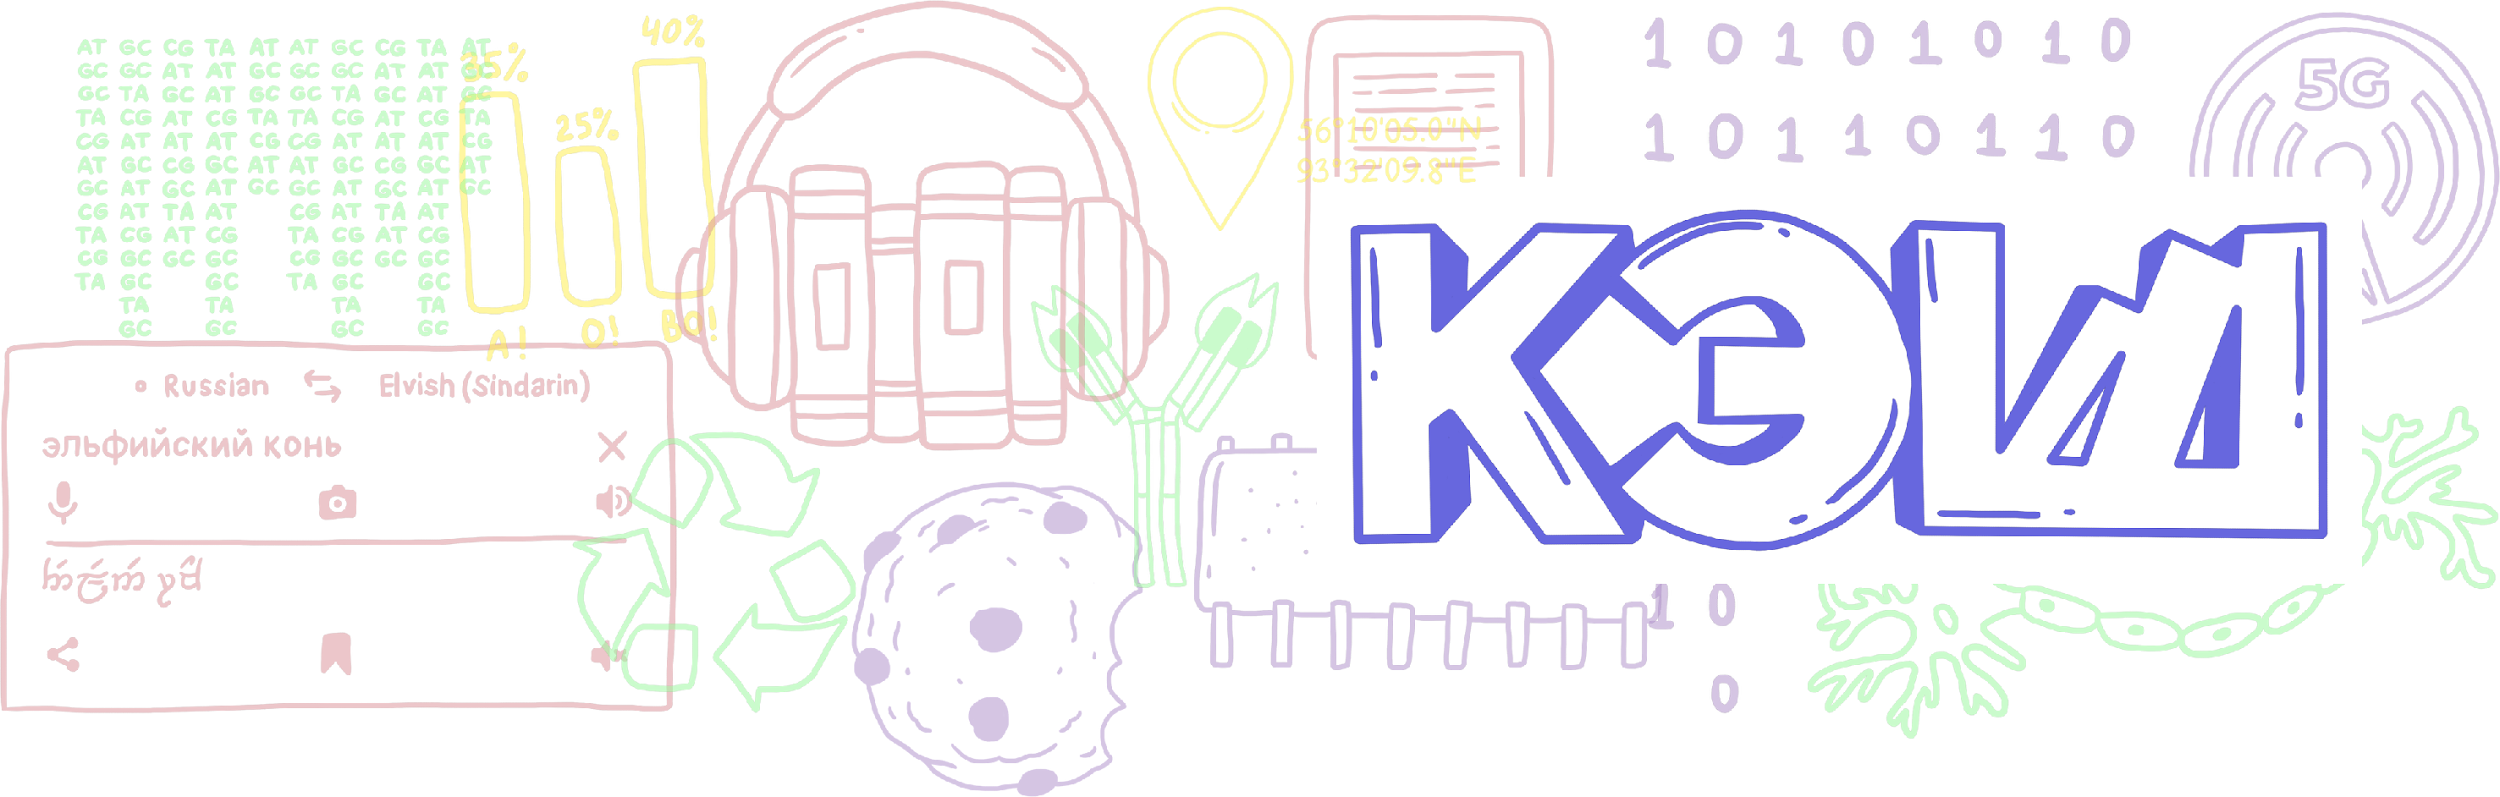 AT GC CG TA AT AT GC CG TA AT
GC GC AT AT GC GC GC AT AT GC
GC TA GC AT GC GC TA GC AT GC
TA CG AT CG TA TA CG AT CG TA
CG AT AT AT CG CG AT AT AT CG
AT GC CG GC AT AT GC CG GC AT
GC AT GC AT GC GC AT GC AT GC
CG AT TA AT CG AT TA AT
TA CG AT CG TA CG AT CG
CG GC GC GC CG GC GC GC
TA GC GC TA GC GC
TA TA TA TA
GC GC GC GC
35%
25%
40%
А!
О!
ВО!
56°10'05.0"N
93°32'09.8"E
1 0 1 0 1 0 1 0
1 0 1 1 0 1 1 0
5G
Russian Elvish (Sindarin)
эльфийский конь
1 0
0